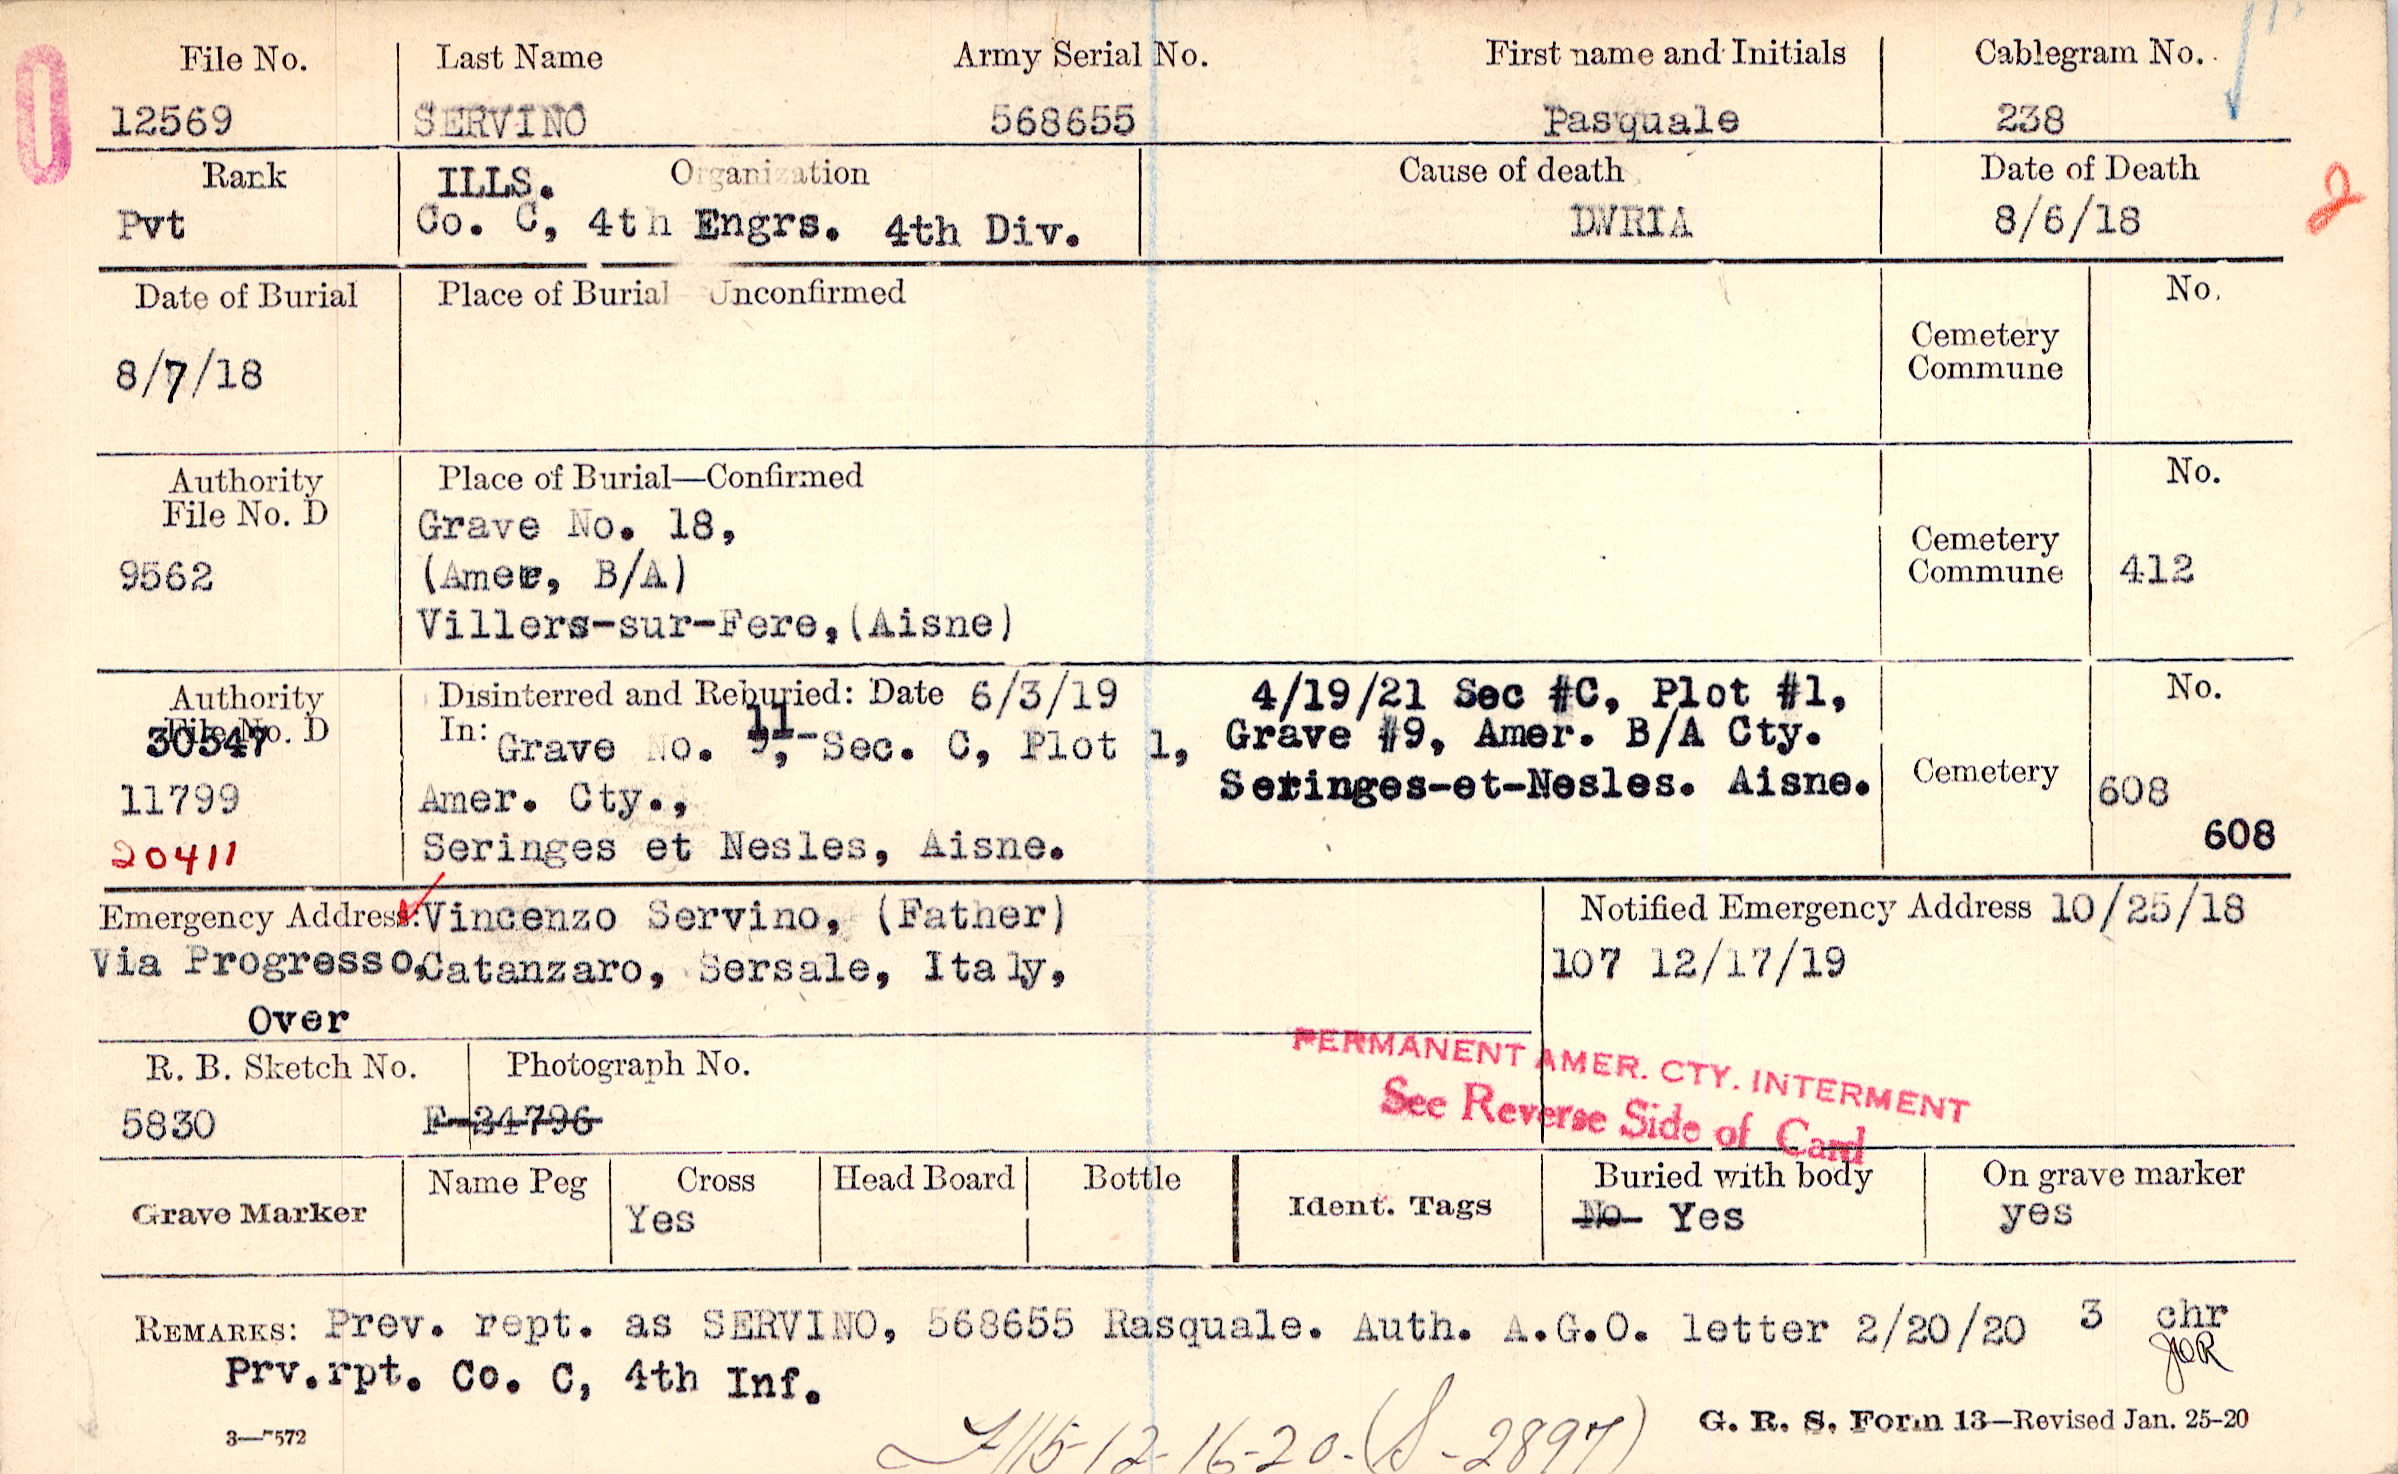 File No. Last Name Army Serial No. First name and Initials Cablegram No.
12569 SERVINO 568655 Pasquale 238
Rank ILLS. Organization Cause of death Date of Death
Pvt Co. C, 4th Engrs. 4th Div. DWRIA 8/6/18
Date of Burial Place of Burial Unconfirmed No.
8/7/18 Cemetery
Commune
Authority Place of Burial—Confirmed No.
File No. D Grave No. 18,
9562 (Amer, B/A) Cemetery
Commune 412
Villers-sur-Fere, (Aisne)
Authority Disinterred and Reburied: Date 6/3/19 4/19/21 Sec #C, Plot #1, No.
File No. D In: Grave No. 9, 11 - Sec. C, Plot 1, Grave #9, Amer. B/A Cty.
30547
11799 Amer. Cty., Seringes-et-Nesles. Aisne. Cemetery 608
20411 Seringes et Nesles, Aisne. 608
Emergency Address: Vincenzo Servino, (Father) Notified Emergency Address 10/25/18
Via Progresso, Catanzaro, Sersale, Italy, 107 12/17/19
Over
PERMANENT AMER. CTY. INTERMENT
See Reverse Side of Card
R. B. Sketch No. Photograph No.
5830 F-24796
Grave Marker Name Peg Cross Head Board Bottle Ident. Tags Buried with body On grave marker
Yes No Yes yes
REMARKS: Prev. rept. as SERVINO, 568655 Rasquale. Auth. A.G.O. letter 2/20/20 3 chr
JOR
Prv.rpt. Co. C, 4th Inf.
3—7572 12-16-20-(S-2897) G. R. S. Form 13—Revised Jan. 25-20